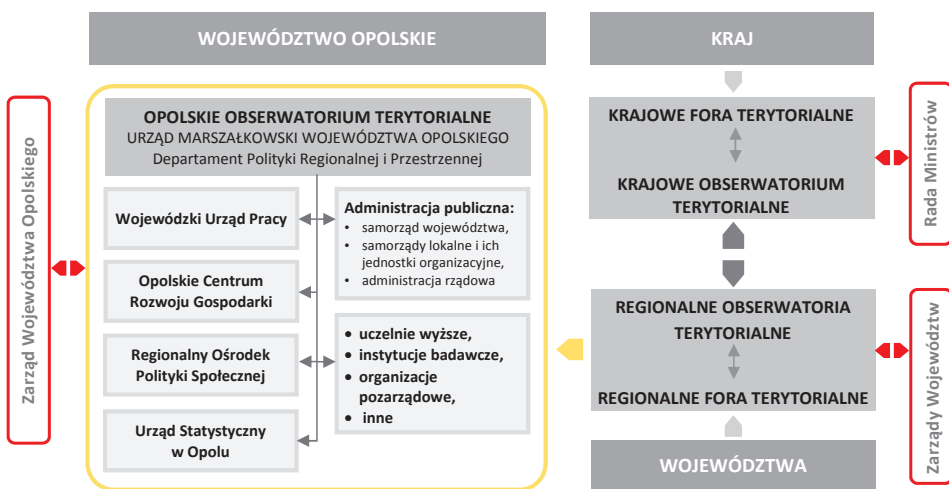 WOJEWÓDZTWO OPOLSKIE
Zarząd Województwa Opolskiego
OPOLSKIE OBSERWATORIUM TERYTORIALNE
URZĄD MARSZAŁKOWSKI WOJEWÓDZTWA OPOLSKIEGO
Departament Polityki Regionalnej i Przestrzennej
Wojewódzki Urząd Pracy
Opolskie Centrum
Rozwoju Gospodarki
Regionalny Ośrodek
Polityki Społecznej
Urząd Statystyczny
w Opolu
Administracja publiczna:
• samorząd województwa,
• samorządy lokalne i ich
jednostki organizacyjne,
• administracja rządowa
• uczelnie wyższe,
• instytucje badawcze,
• organizacje
pozarządowe,
• inne
KRAJ
KRAJOWE FORA TERYTORIALNE
KRAJOWE OBSERWATORIUM
TERYTORIALNE
Rada Ministrów
REGIONALNE OBSERWATORIA
TERYTORIALNE
REGIONALNE FORA TERYTORIALNE
Zarządy Województw
WOJEWÓDZTWA